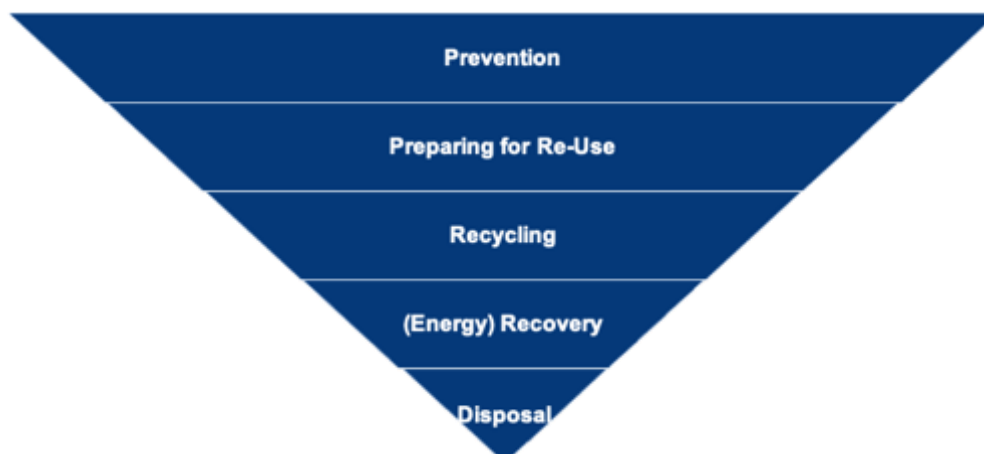 Prevention
Preparing for Re-Use
Recycling
(Energy) Recovery
Disposal